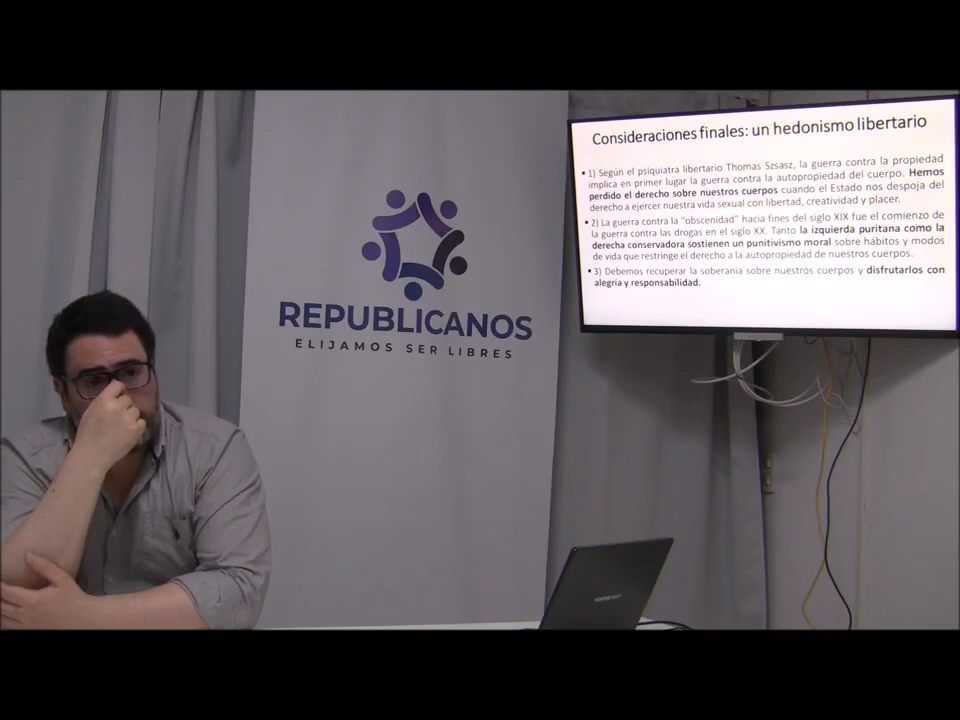 REPUBLICANOS
ELIJAMOS SER LIBRES
Consideraciones finales: un hedonismo libertario
▪ 1) Según el psiquiatra libertario Thomas Szsasz, la guerra contra la propiedad
implica en primer lugar la guerra contra la autopropiedad del cuerpo. Hemos
perdido el derecho sobre nuestros cuerpos cuando el Estado nos despoja del
derecho a ejercer nuestra vida sexual con libertad, creatividad y placer.
▪ 2) La guerra contra la "obscenidad" hacia fines del siglo XIX fue el comienzo de
la guerra contra las drogas en el siglo XX. Tanto la izquierda puritana como la
derecha conservadora sostienen un punitivismo moral sobre hábitos y modos
de vida que restringe el derecho a la autopropiedad de nuestros cuerpos.
▪ 3) Debemos recuperar la soberania sobre nuestros cuerpos y disfrutarlos con
alegria y responsabilidad.